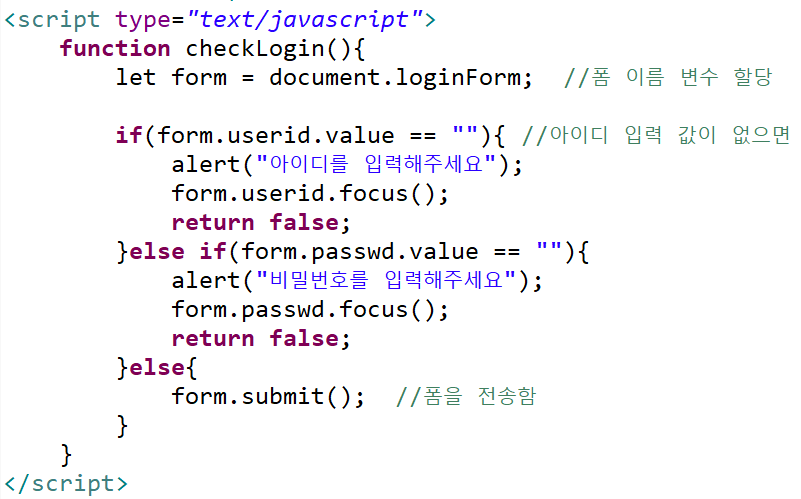 <script type="text/javascript">
function checkLogin(){
let form = document.loginForm; //폼 이름 변수 할당
if(form.userid.value == ""){ //아이디 입력 값이 없으면
alert("아이디를 입력해주세요");
form.userid.focus();
return false;
}else if(form.passwd.value == ""){
alert("비밀번호를 입력해주세요");
form.passwd.focus();
return false;
}else{
form.submit(); //폼을 전송함
}
}
</script>